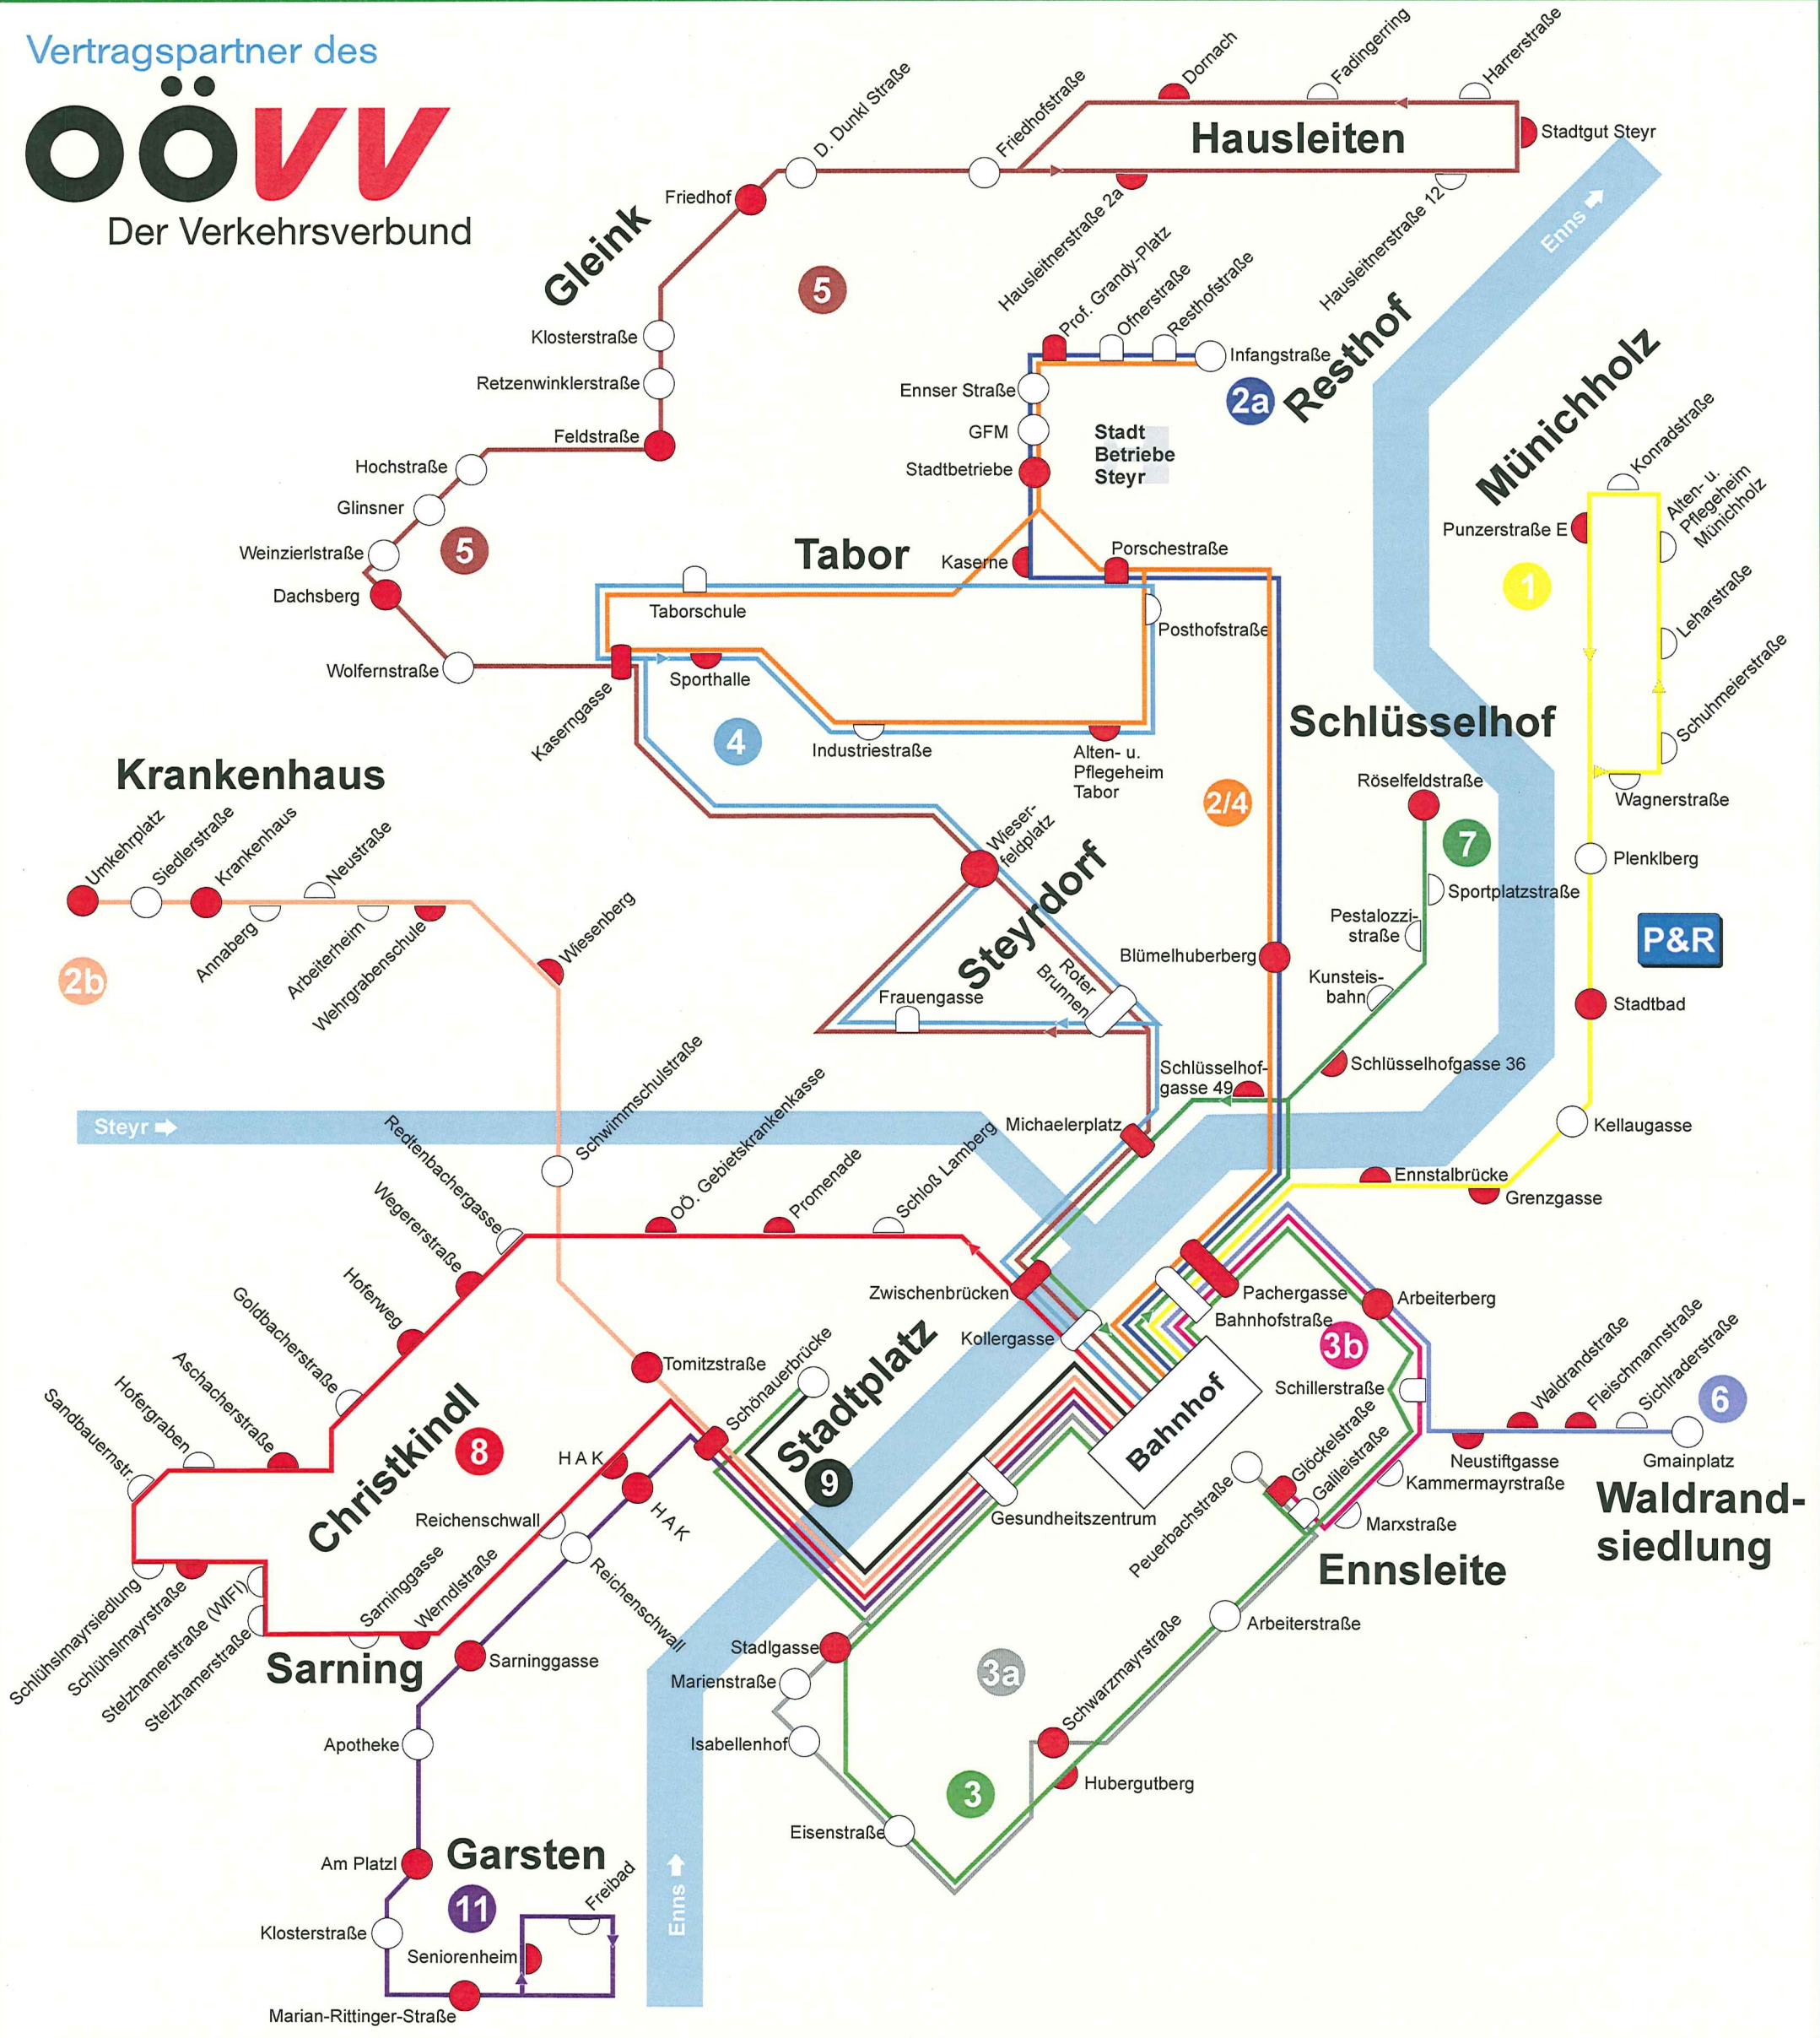 Vertragspartner des
OÖVV
Der Verkehrsverbund
Dornach
Fadingerring
Harrerstraße
Stadtgut Steyr
Hausleiten
Hausleitnerstraße 2a
Hausleitnerstraße 12
Friedhofstraße
D. Dunkl Straße
Friedhof
Gleink
5
Klosterstraße
Retzenwinklerstraße
Feldstraße
Hochstraße
Glinsner
Weinzierlstraße
5
Dachsberg
Wolfernstraße
Prof. Grandy-Platz
Ofnerstraße
Resthofstraße
Infangstraße
Ennser Straße
2a
Resthof
GFM
Stadtbetriebe
Stadt
Betriebe
Steyr
Enns
Münichholz
Konradstraße
Alten- u.
Pflegeheim
Münichholz
Punzerstraße E
1
Leharstraße
Schuhmeierstraße
Wagnerstraße
Plenklberg
P&R
Stadtbad
Kellaugasse
Ennstalbrücke
Grenzgasse
Tabor
Kaserne
Porschestraße
Taborschule
Posthofstraße
Kaserngasse
Sporthalle
4
Industriestraße
Alten- u.
Pflegeheim
Tabor
2/4
Schlüsselhof
Röselfeldstraße
7
Sportplatzstraße
Pestalozzi-
straße
Kunsteis-
bahn
Schlüsselhofgasse 36
Schlüsselhof-
gasse 49
Blümelhuberberg
Wieser-
feldplatz
Steyrdorf
Roter
Brunnen
Frauengasse
Michaelerplatz
Krankenhaus
Umkehrplatz
Siedlerstraße
Krankenhaus
Neustraße
Annaberg
Arbeiterheim
Wehrgrabenschule
Wiesenberg
2b
Steyr
Schwimmschulstraße
Redtenbachergasse
OÖ. Gebietskrankenkasse
Promenade
Schloß Lamberg
Wegererstraße
Hoferweg
Goldbacherstraße
Aschacherstraße
Hofergraben
Sandbauernstr.
Christkindl
8
Schlühslmayrsiedlung
Schlühslmayrstraße
Stelzhamerstraße (WIFI)
Stelzhamerstraße
Sarninggasse
Werndlstraße
Reichenschwall
HAK
HAK
Reichenschwall
Sarning
Sarninggasse
Tomitzstraße
Schönauerbrücke
Stadtplatz
9
Zwischenbrücken
Kollergasse
Pachergasse
Bahnhofstraße
Bahnhof
Gesundheitszentrum
3b
Arbeiterberg
Schillerstraße
Waldrandstraße
Fleischmannstraße
Sichlraderstraße
6
Neustiftgasse
Gmainplatz
Waldrand-
siedlung
Kammermayrstraße
Marxstraße
Glöckelstraße
Galileistraße
Peuerbachstraße
Ennsleite
Arbeiterstraße
Schwarzmayrstraße
Hubergutberg
3a
3
Stadlgasse
Marienstraße
Isabellenhof
Eisenstraße
Apotheke
Am Platzl
Garsten
11
Klosterstraße
Freibad
Seniorenheim
Marian-Rittinger-Straße
Enns